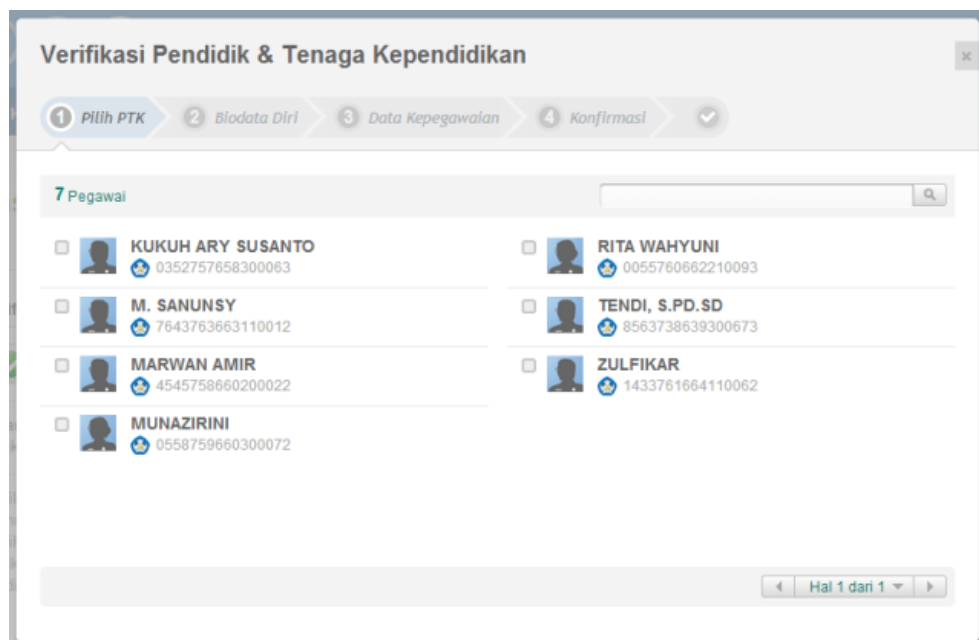 Verifikasi Pendidik & Tenaga Kependidikan
1 Pilih PTK 2 Biodata Diri 3 Data Kepegawaian 4 Konfirmasi
7 Pegawai
KUKUH ARY SUSANTO
0352757658300063
M. SANUNSY
7643763663110012
MARWAN AMIR
4545758660200022
MUNAZIRINI
0558759660300072
RITA WAHYUNI
0055760662210093
TENDI, S.PD.SD
8563738639300673
ZULFIKAR
1433761664110062
Hal 1 dari 1